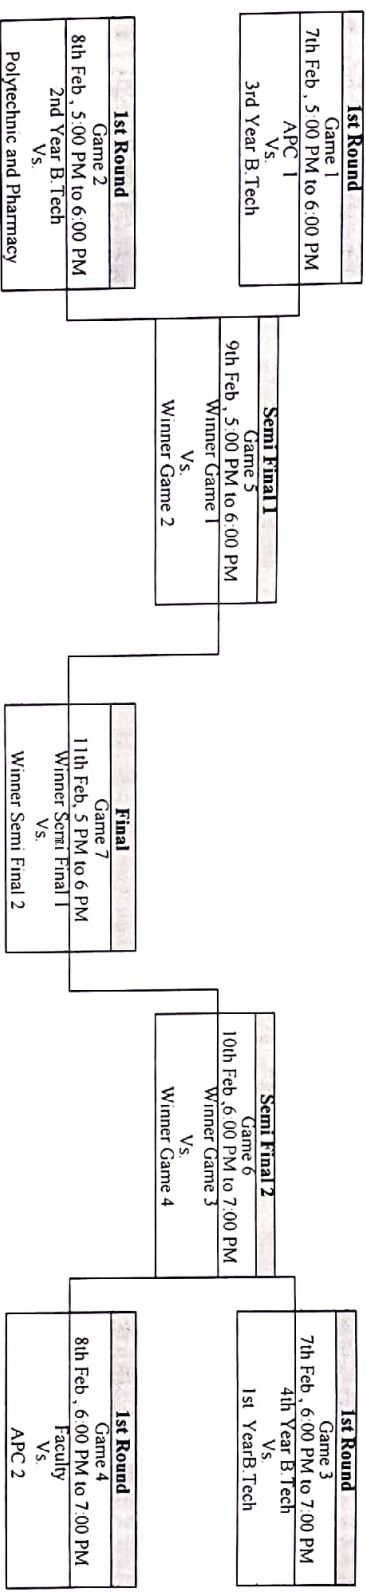 1st Round
Game 1
7th Feb , 5:00 PM to 6:00 PM
APC 1
Vs.
3rd Year B.Tech
1st Round
Game 2
8th Feb , 5:00 PM to 6:00 PM
2nd Year B.Tech
Vs.
Polytechnic and Pharmacy
Semi Final 1
Game 5
9th Feb , 5:00 PM to 6:00 PM
Winner Game 1
Vs.
Winner Game 2
Final
Game 7
11th Feb, 5 PM to 6 PM
Winner Semi Final 1
Vs.
Winner Semi Final 2
Semi Final 2
Game 6
10th Feb ,6:00 PM to 7:00 PM
Winner Game 3
Vs.
Winner Game 4
1st Round
Game 3
7th Feb , 6:00 PM to 7:00 PM
4th Year B.Tech
Vs.
1st YearB.Tech
1st Round
Game 4
8th Feb , 6:00 PM to 7:00 PM
Faculty
Vs.
APC 2